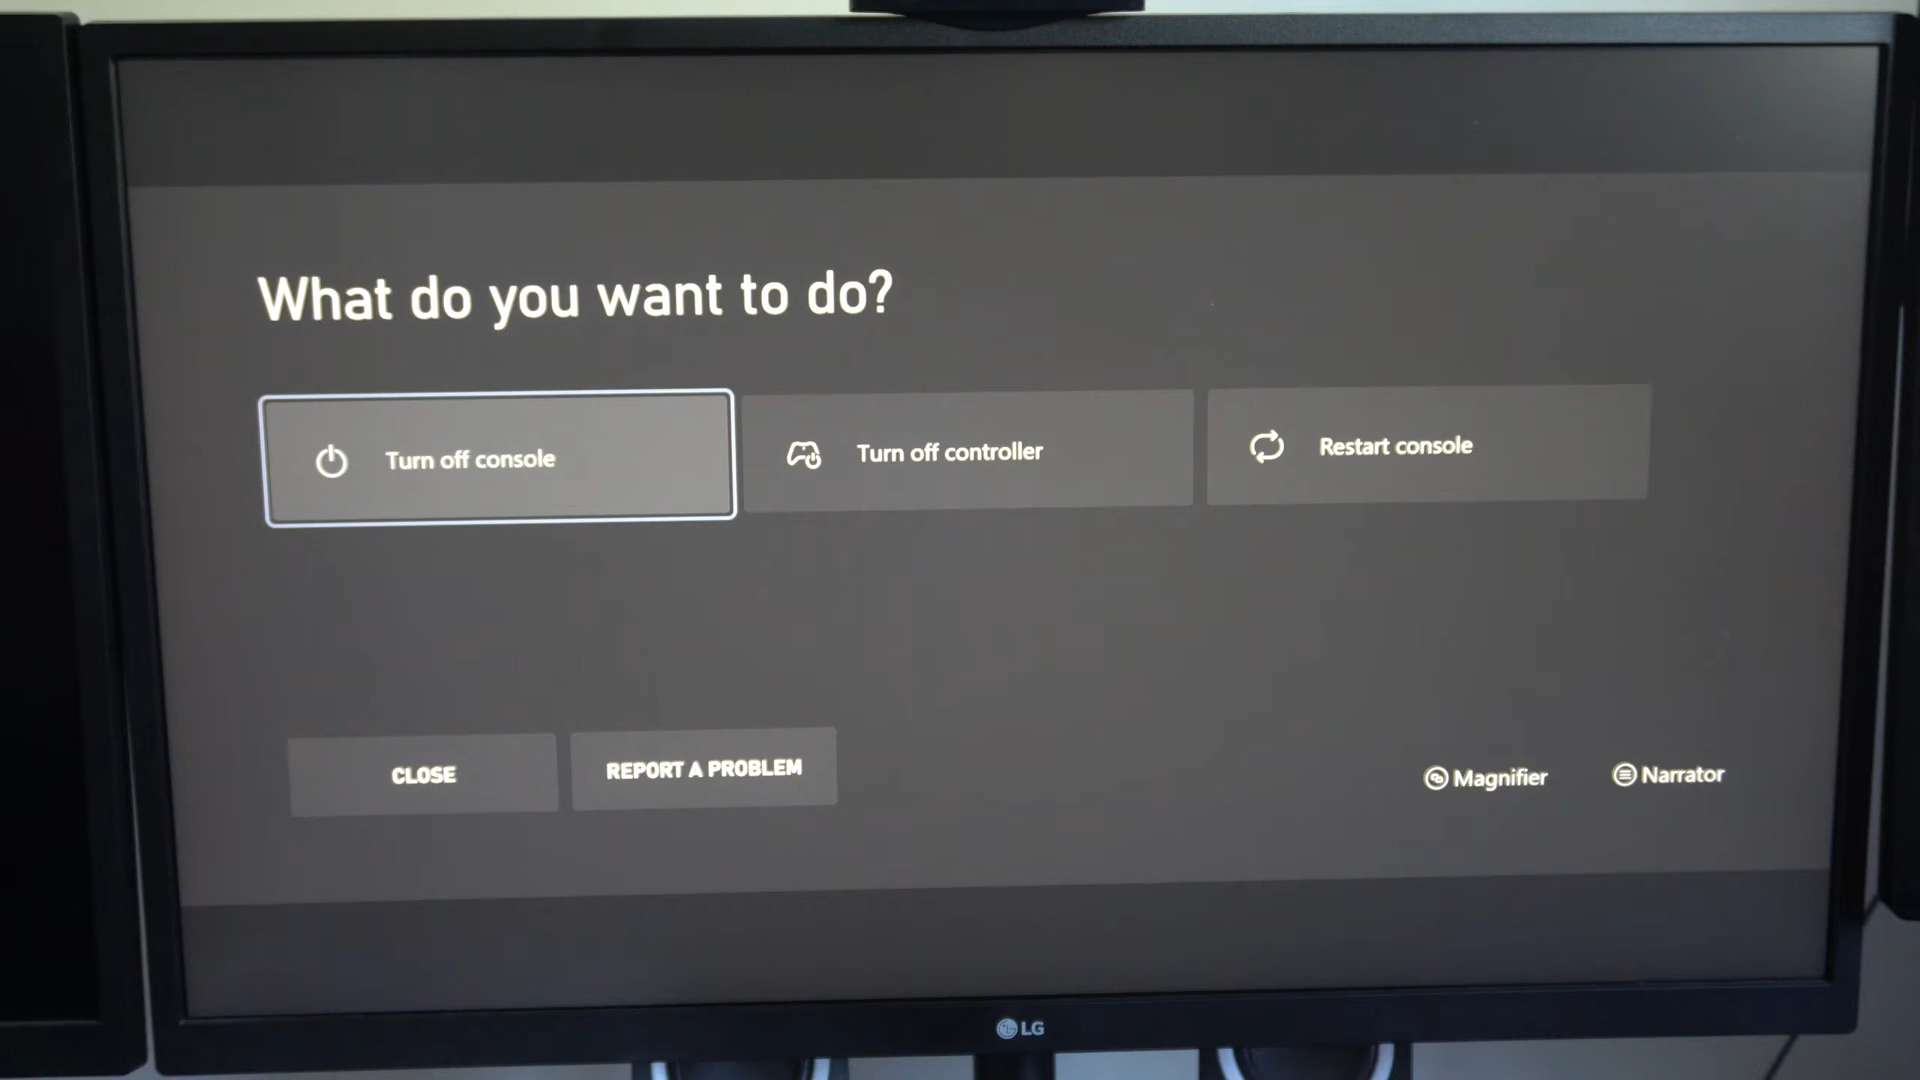 What do you want to do?
Turn off console
Turn off controller
Restart console
CLOSE
REPORT A PROBLEM
Magnifier
Narrator
LG